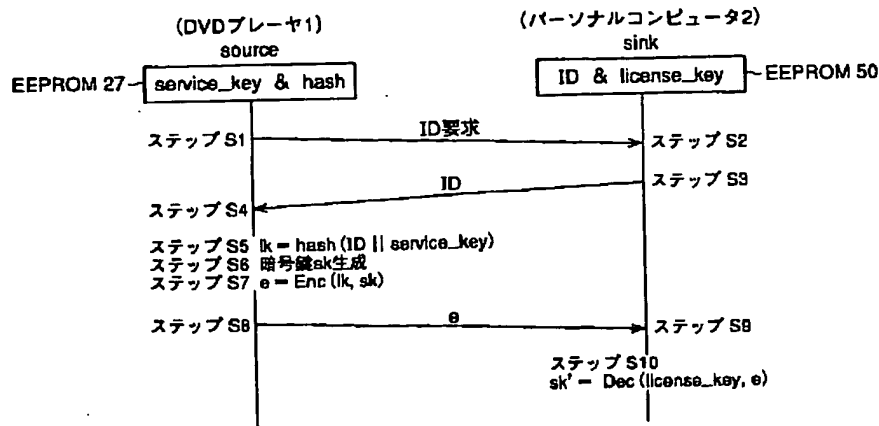 (DVDプレーヤ1) (パーソナルコンピュータ2)
source sink
EEPROM 27 service_key & hash ID & license_key EEPROM 50
ステップ S1 ID要求 ステップ S2
ID ステップ S3
ステップ S4
ステップ S5 lk = hash (ID || service_key)
ステップ S6 暗号鍵sk生成
ステップ S7 e = Enc (lk, sk)
ステップ S8 e ステップ S9
ステップ S10
sk' = Dec (license_key, e)